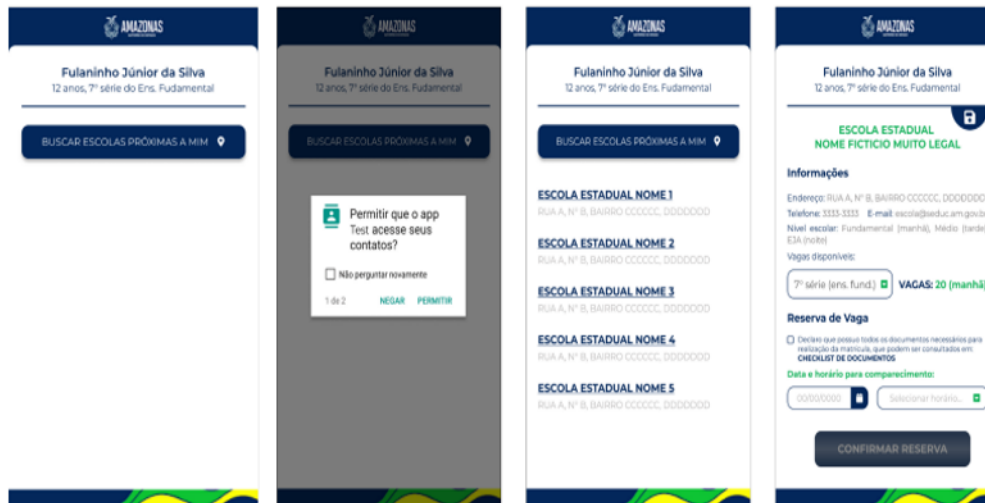 AMAZONAS
Fulaninho Júnior da Silva
12 anos, 7ª série do Ens. Fudamental
BUSCAR ESCOLAS PRÓXIMAS A MIM
AMAZONAS
Fulaninho Júnior da Silva
12 anos, 7ª série do Ens. Fudamental
BUSCAR ESCOLAS PRÓXIMAS A MIM
Permitir que o app
Test acesse seus
contatos?
Não perguntar novamente
1 de 2 NEGAR PERMITIR
AMAZONAS
Fulaninho Júnior da Silva
12 anos, 7ª série do Ens. Fudamental
BUSCAR ESCOLAS PRÓXIMAS A MIM
ESCOLA ESTADUAL NOME 1
RUA A, Nº B, BAIRRO CCCCCC, DDDDDDD
ESCOLA ESTADUAL NOME 2
RUA A, Nº B, BAIRRO CCCCCC, DDDDDDD
ESCOLA ESTADUAL NOME 3
RUA A, Nº B, BAIRRO CCCCCC, DDDDDDD
ESCOLA ESTADUAL NOME 4
RUA A, Nº B, BAIRRO CCCCCC, DDDDDDD
ESCOLA ESTADUAL NOME 5
RUA A, Nº B, BAIRRO CCCCCC, DDDDDDD
AMAZONAS
Fulaninho Júnior da Silva
12 anos, 7ª série do Ens. Fudamental
ESCOLA ESTADUAL
NOME FICTICIO MUITO LEGAL
Informações
Endereço: RUA A, Nº B, BAIRRO CCCCCC, DDDDDDD
Telefone: 3333-3333 E-mail: escola@seduc.am.gov.b
Nível escolar: Fundamental (manhã), Médio (tarde)
EJA (noite)
Vagas disponíveis:
7ª série (ens. fund.) VAGAS: 20 (manhã)
Reserva de Vaga
Declaro que possuo todos os documentos necessários para
realização da matrícula, que podem ser consultados em:
CHECKLIST DE DOCUMENTOS
Data e horário para comparecimento:
00/00/0000 Selecionar horário...
CONFIRMAR RESERVA